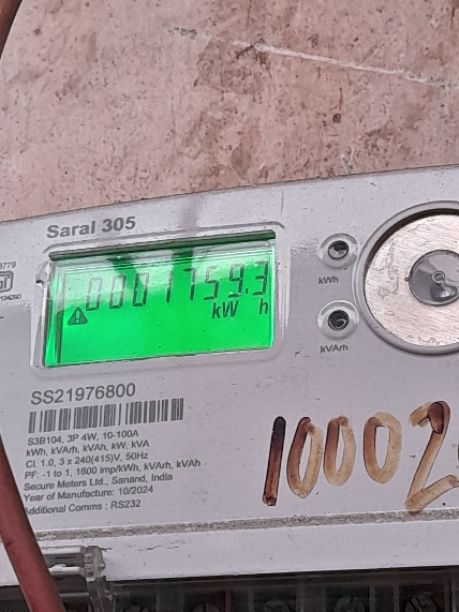 Saral 305
0001759.3
kW h
kWh
kVArh
SS21976800
S3B104, 3P 4W, 10-100A
kWh, kVArh, kVAh, kW, kVA
Cl. 1.0, 3 x 240(415)V, 50Hz
PF: -1 to 1, 1600 imp/kWh, kVArh, kVAh
Secure Meters Ltd., Sanand, India
Year of Manufacture: 10/2024
Additional Comms : RS232
10002